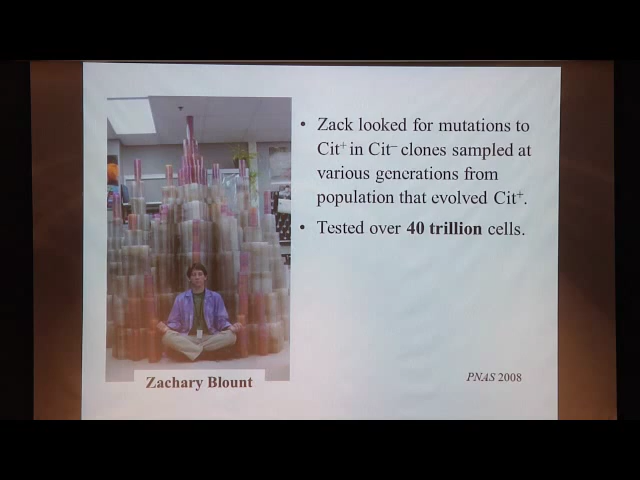 • Zack looked for mutations to
Cit⁺ in Cit⁻ clones sampled at
various generations from
population that evolved Cit⁺.
• Tested over 40 trillion cells.
Zachary Blount
PNAS 2008